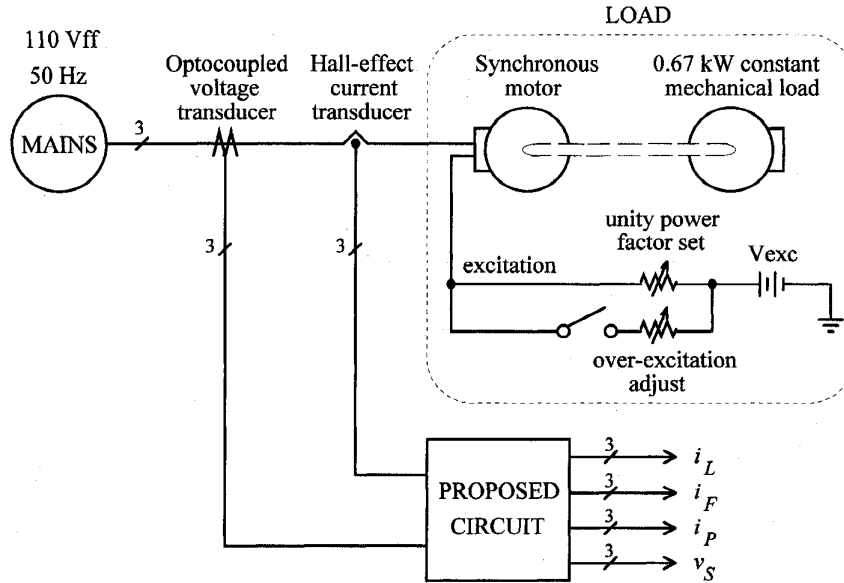 LOAD
110 Vff
50 Hz
MAINS
3
Optocoupled
voltage
transducer
Hall-effect
current
transducer
Synchronous
motor
0.67 kW constant
mechanical load
3
3
unity power
factor set
Vexc
excitation
over-excitation
adjust
PROPOSED
CIRCUIT
3
i_L
3
i_F
3
i_P
3
v_S